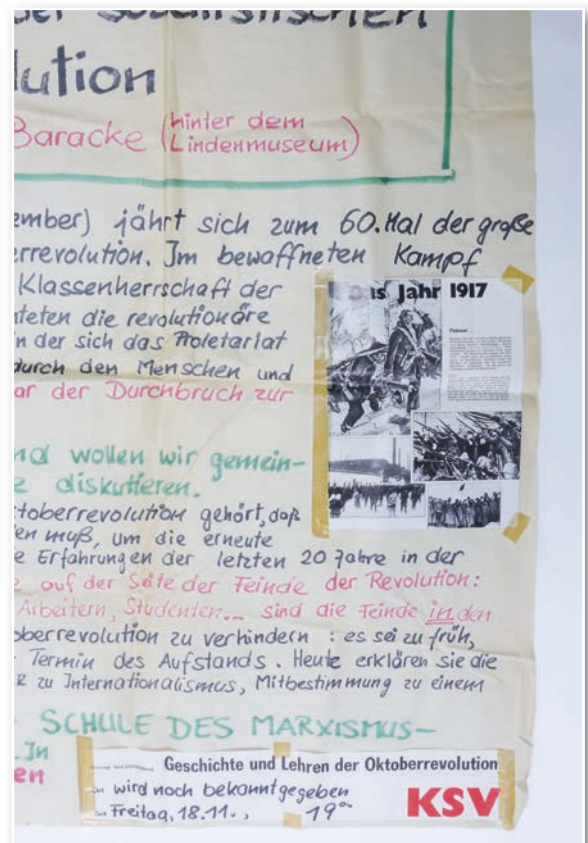 der sozialistischen
lution
Baracke (hinter dem
Lindenmuseum)
ember) jährt sich zum 60. Mal der große
errevolution. Im bewaffneten Kampf
Klassenherrschaft der
teten die revolutionäre
in der sich das Proletariat
durch den Menschen und
ar der Durchbruch zur
Das Jahr 1917
Februar
nd wollen wir gemein-
e diskutieren.
ktoberrevolution gehört, daß
en muß, um die erneute
e Erfahrungen der letzten 20 Jahre in der
e auf der Seite der Feinde der Revolution:
Arbeitern, Studenten... sind die Feinde in den
oberrevolution zu verhindern : es sei zu früh,
Termin des Aufstands. Heute erklären sie die
R zu Internationalismus, Mitbestimmung zu einem
SCHULE DES MARXISMUS-
. In
en
Geschichte und Lehren der Oktoberrevolution
wird noch bekanntgegeben
Freitag, 18.11., 19ºº
KSV